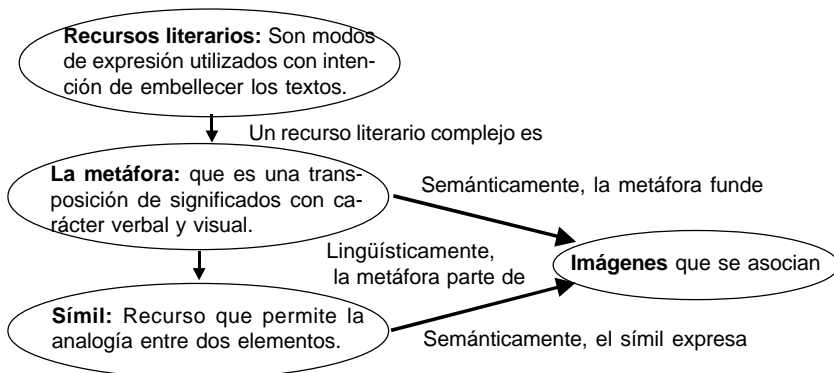 Recursos literarios: Son modos
de expresión utilizados con inten-
ción de embellecer los textos.
Un recurso literario complejo es
La metáfora: que es una trans-
posición de significados con ca-
rácter verbal y visual.
Semánticamente, la metáfora funde
Lingüísticamente,
la metáfora parte de
Imágenes que se asocian
Símil: Recurso que permite la
analogía entre dos elementos.
Semánticamente, el símil expresa